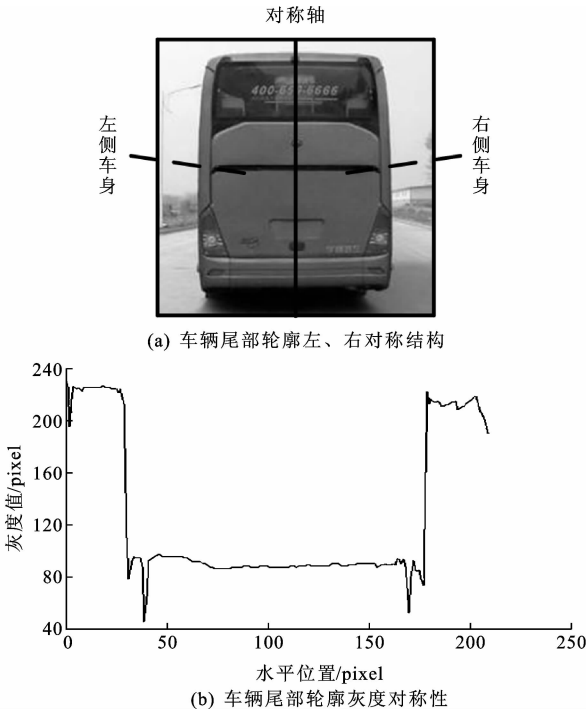 对称轴
左侧车身
右侧车身
400-659-6666
(a) 车辆尾部轮廓左、右对称结构
240
200
160
120
80
40
灰度值/pixel
0
50
100
150
200
250
水平位置/pixel
(b) 车辆尾部轮廓灰度对称性